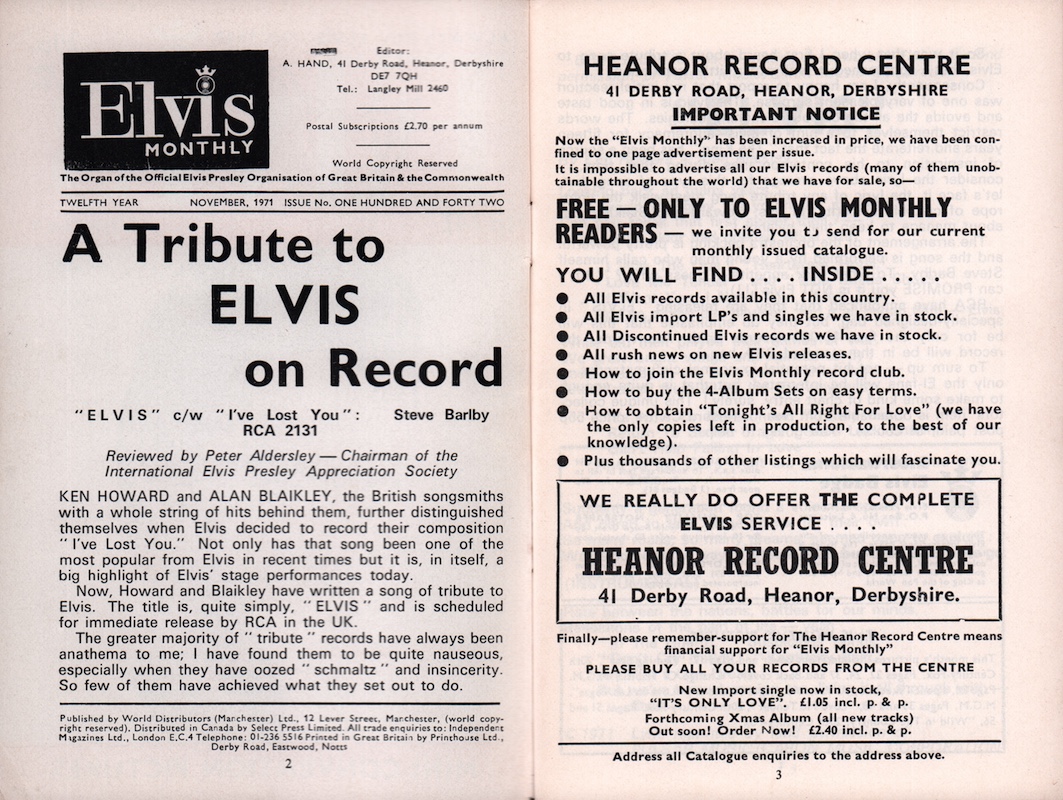 Elvis
MONTHLY
Editor:
A. HAND, 41 Derby Road, Heanor, Derbyshire
DE7 7QH
Tel.: Langley Mill 2460
Postal Subscriptions £2.70 per annum
World Copyright Reserved
The Organ of the Official Elvis Presley Organisation of Great Britain & the Commonwealth
TWELFTH YEAR NOVEMBER, 1971 ISSUE No. ONE HUNDRED AND FORTY TWO
A Tribute to
ELVIS
on Record
"ELVIS" c/w "I've Lost You": Steve Barlby
RCA 2131
Reviewed by Peter Aldersley — Chairman of the
International Elvis Presley Appreciation Society
KEN HOWARD and ALAN BLAIKLEY, the British songsmiths
with a whole string of hits behind them, further distinguished
themselves when Elvis decided to record their composition
"I've Lost You." Not only has that song been one of the
most popular from Elvis in recent times but it is, in itself, a
big highlight of Elvis' stage performances today.
Now, Howard and Blaikley have written a song of tribute to
Elvis. The title is, quite simply, "ELVIS" and is scheduled
for immediate release by RCA in the UK.
The greater majority of "tribute" records have always been
anathema to me; I have found them to be quite nauseous,
especially when they have oozed "schmaltz" and insincerity.
So few of them have achieved what they set out to do.
Published by World Distributors (Manchester) Ltd., 12 Lever Street, Manchester, (world copy-
right reserved). Distributed in Canada by Select Press Limited. All trade enquiries to: Independent
Magazines Ltd., London E.C.4 Telephone: 01-236 5516 Printed in Great Britain by Printhouse Ltd.,
Derby Road, Eastwood, Notts
2
HEANOR RECORD CENTRE
41 DERBY ROAD, HEANOR, DERBYSHIRE
IMPORTANT NOTICE
Now the "Elvis Monthly" has been increased in price, we have been con-
fined to one page advertisement per issue.
It is impossible to advertise all our Elvis records (many of them unob-
tainable throughout the world) that we have for sale, so—
FREE — ONLY TO ELVIS MONTHLY
READERS — we invite you to send for our current
monthly issued catalogue.
YOU WILL FIND . . . . INSIDE . . . . .
● All Elvis records available in this country.
● All Elvis import LP's and singles we have in stock.
● All Discontinued Elvis records we have in stock.
● All rush news on new Elvis releases.
● How to join the Elvis Monthly record club.
● How to buy the 4-Album Sets on easy terms.
● How to obtain "Tonight's All Right For Love" (we have
the only copies left in production, to the best of our
knowledge).
● Plus thousands of other listings which will fascinate you.
WE REALLY DO OFFER THE COMPLETE
ELVIS SERVICE . . . .
HEANOR RECORD CENTRE
41 Derby Road, Heanor, Derbyshire.
Finally—please remember-support for The Heanor Record Centre means
financial support for "Elvis Monthly"
PLEASE BUY ALL YOUR RECORDS FROM THE CENTRE
New Import single now in stock,
"IT'S ONLY LOVE". £1.05 incl. p. & p.
Forthcoming Xmas Album (all new tracks)
Out soon! Order Now! £2.40 incl. p. & p.
Address all Catalogue enquiries to the address above.
3